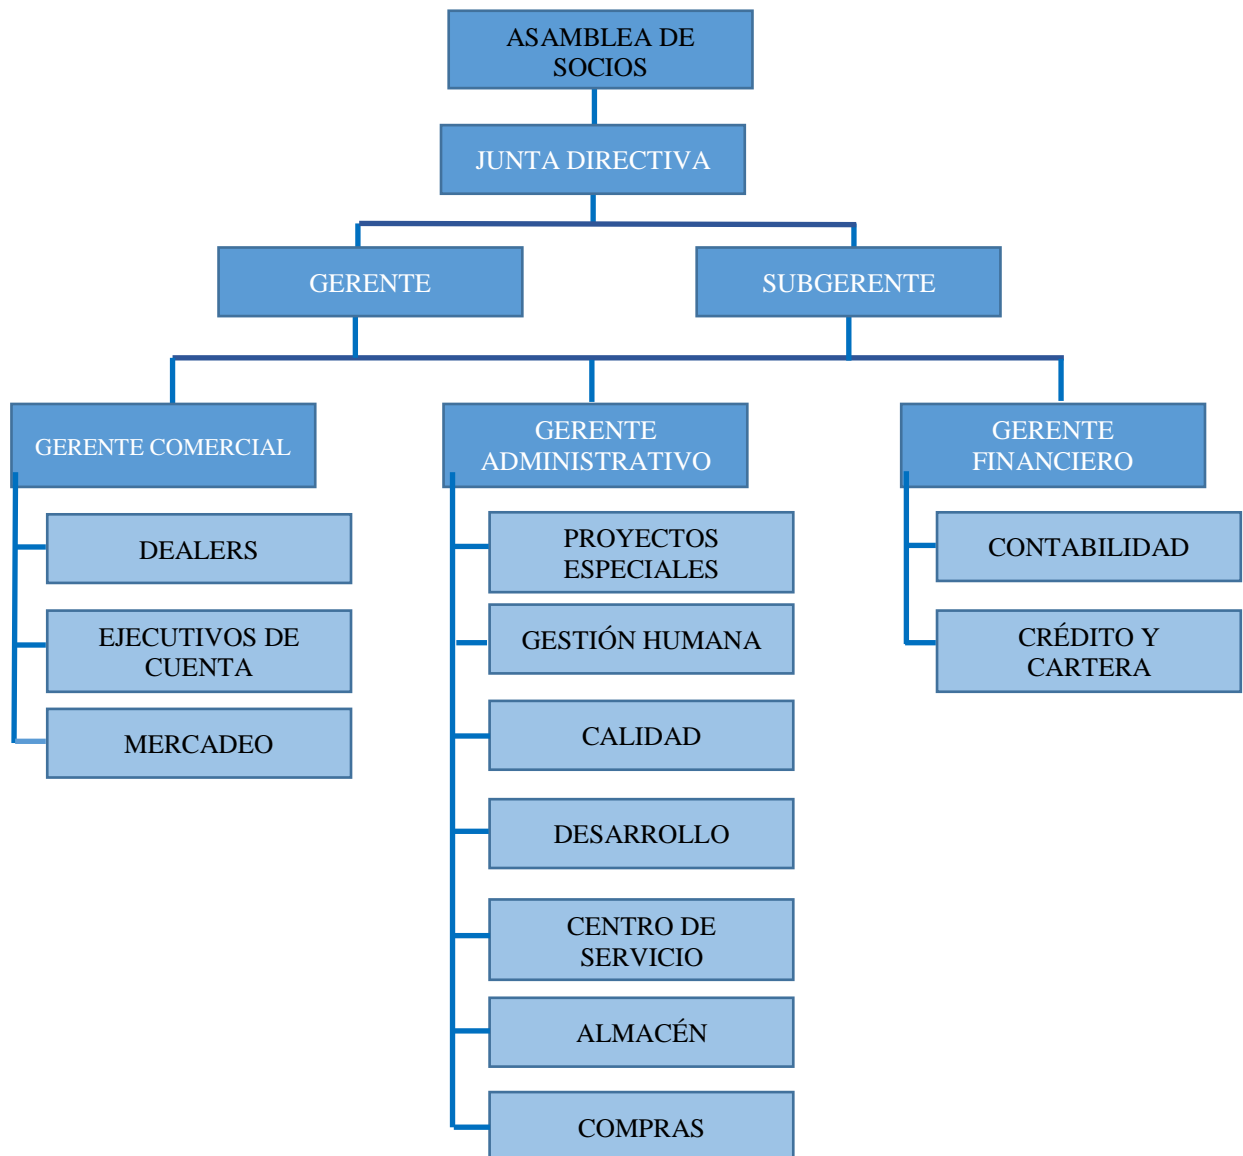 ASAMBLEA DE
SOCIOS
JUNTA DIRECTIVA
GERENTE
SUBGERENTE
GERENTE COMERCIAL
DEALERS
EJECUTIVOS DE
CUENTA
MERCADEO
GERENTE
ADMINISTRATIVO
PROYECTOS
ESPECIALES
GESTIÓN HUMANA
CALIDAD
DESARROLLO
CENTRO DE
SERVICIO
ALMACÉN
COMPRAS
GERENTE
FINANCIERO
CONTABILIDAD
CRÉDITO Y
CARTERA